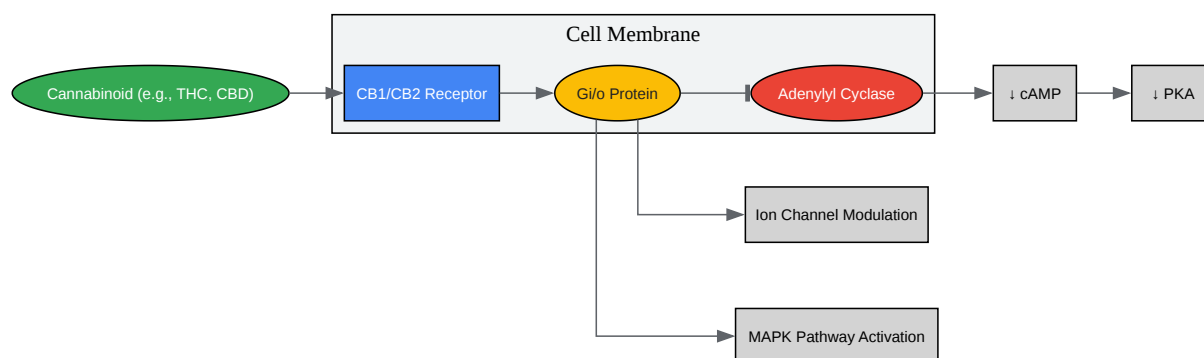 Cell Membrane
Cannabinoid (e.g., THC, CBD)
CB1/CB2 Receptor
Gi/o Protein
Adenylyl Cyclase
↓ cAMP
↓ PKA
Ion Channel Modulation
MAPK Pathway Activation